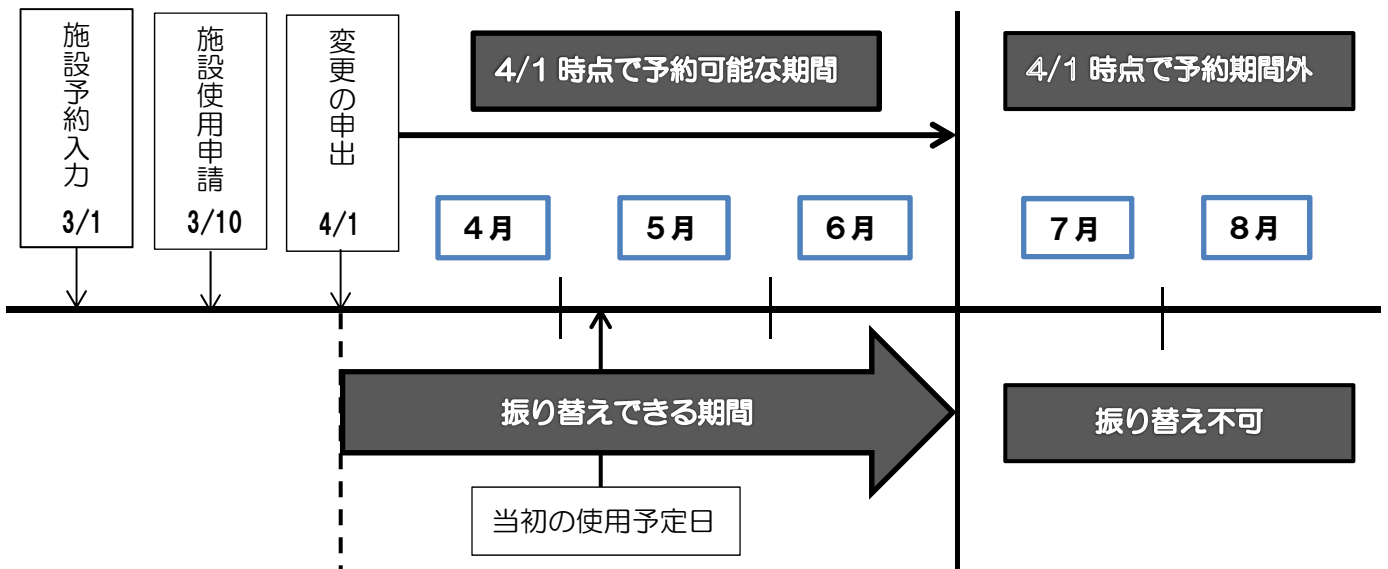 施設予約入力
3/1
施設使用申請
3/10
変更の申出
4/1
4/1 時点で予約可能な期間
4/1 時点で予約期間外
4月
5月
6月
7月
8月
振り替えできる期間
振り替え不可
当初の使用予定日